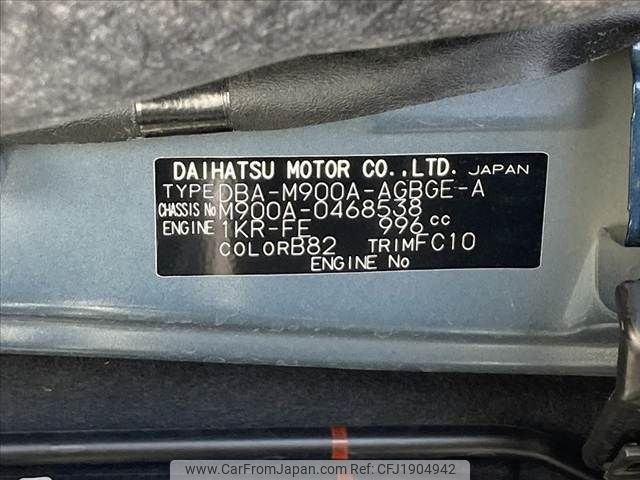 DAIHATSU MOTOR CO.,LTD. JAPAN
TYPE DBA-M900A-AGBGE-A
CHASSIS No M900A-0468538
ENGINE 1KR-FE 996 cc
COLOR B82 TRIM FC10
ENGINE No
www.CarFromJapan.com Ref:CFJ1904942